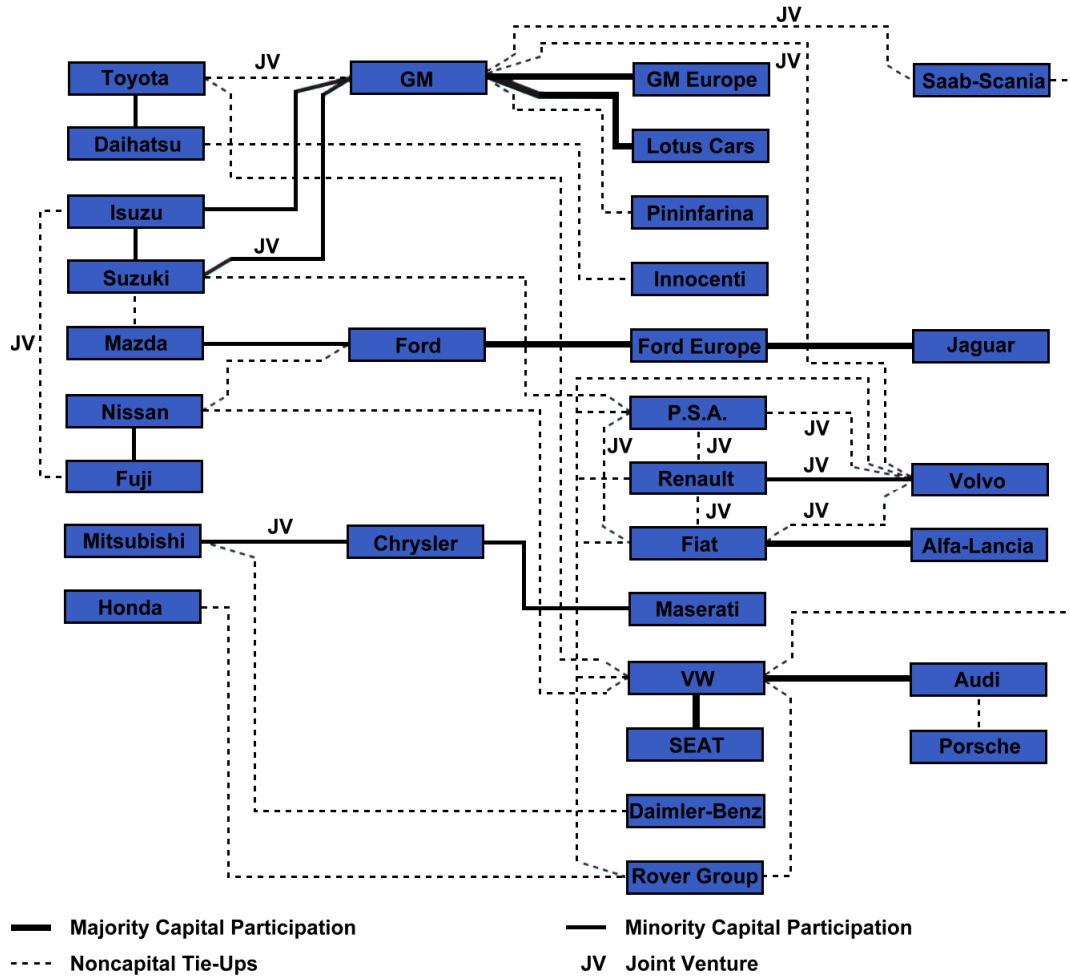 JV
JV
JV
Toyota
GM
GM Europe
Saab-Scania
Daihatsu
Lotus Cars
Isuzu
Pininfarina
JV
Suzuki
Innocenti
JV
Mazda
Ford
Ford Europe
Jaguar
Nissan
P.S.A.
JV
JV
JV
JV
Fuji
Renault
Volvo
JV
JV
JV
Mitsubishi
Chrysler
Fiat
Alfa-Lancia
Honda
Maserati
VW
Audi
SEAT
Porsche
Daimler-Benz
Rover Group
Majority Capital Participation
Minority Capital Participation
Noncapital Tie-Ups
JV Joint Venture